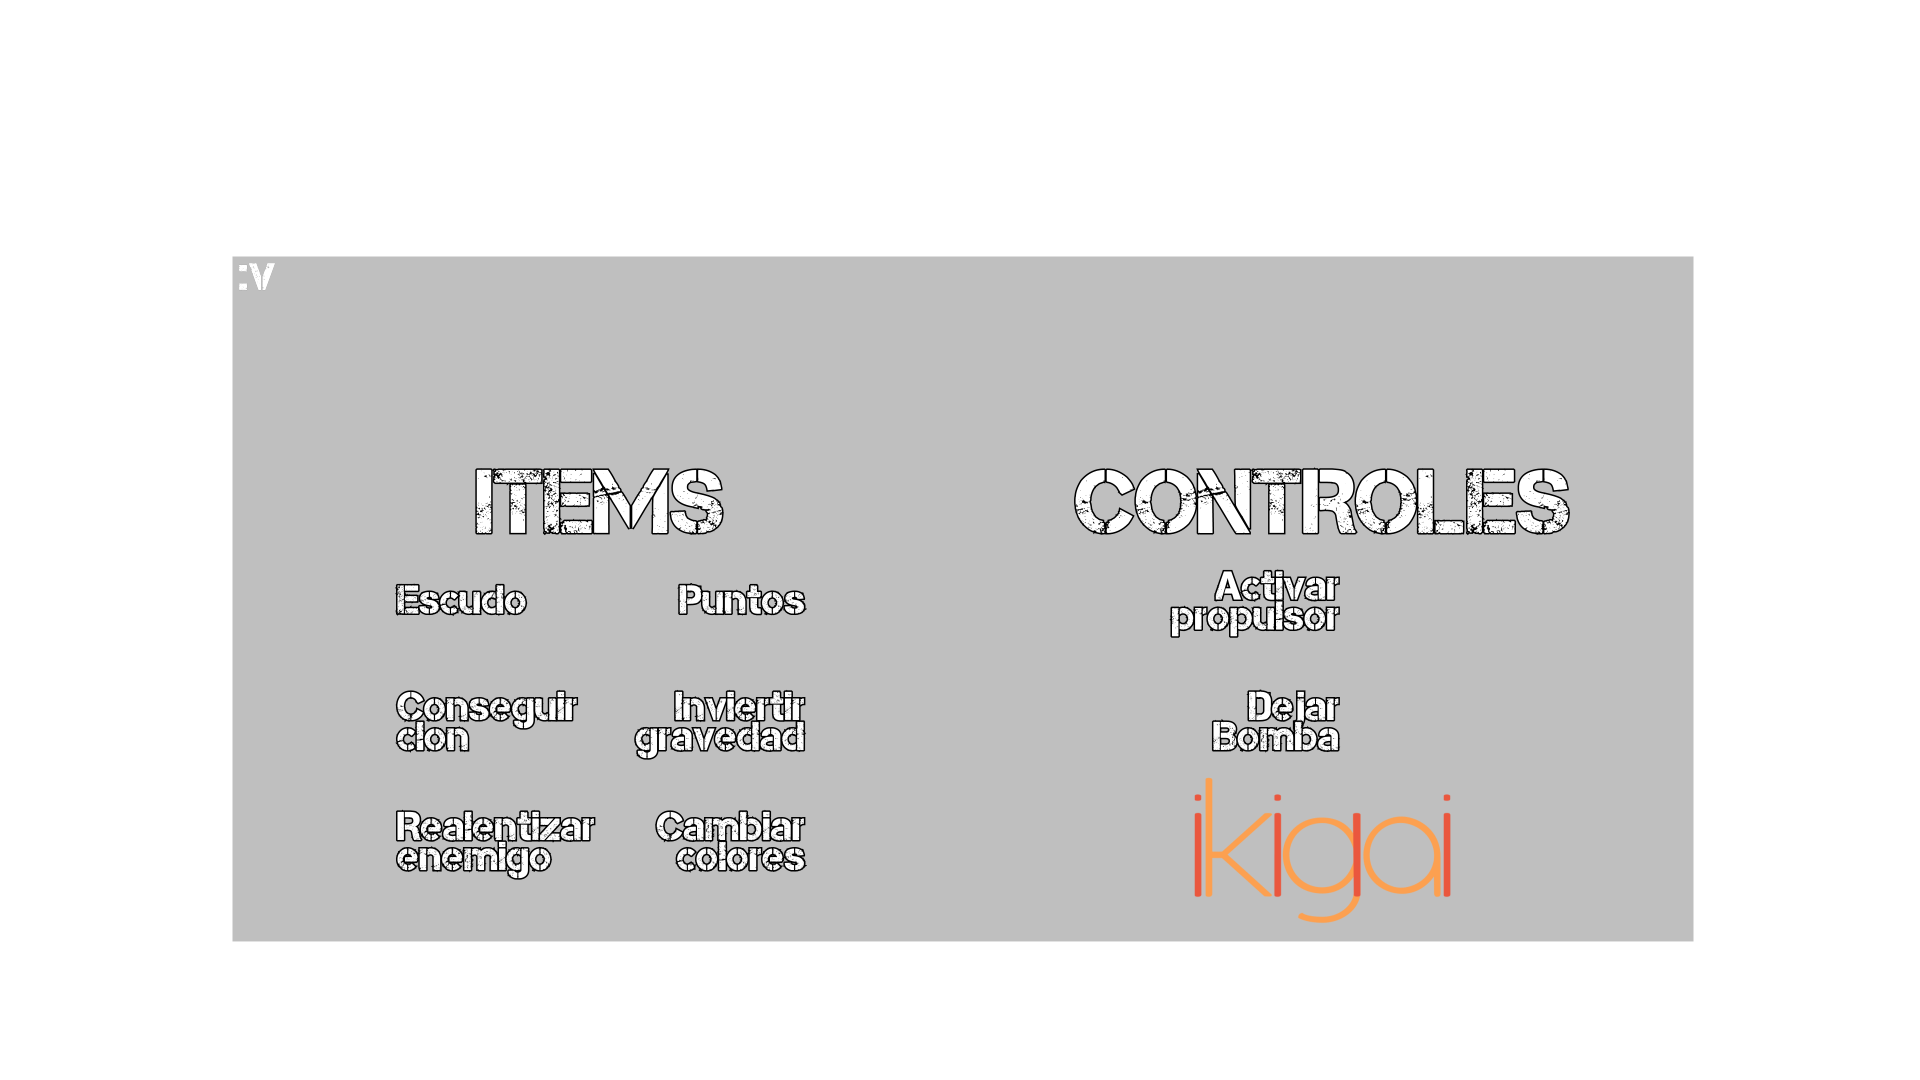 :V
ITEMS
Escudo
Puntos
Conseguir
clon
Inviertir
gravedad
Realentizar
enemigo
Cambiar
colores
CONTROLES
Activar
propulsor
Dejar
Bomba
ikigai